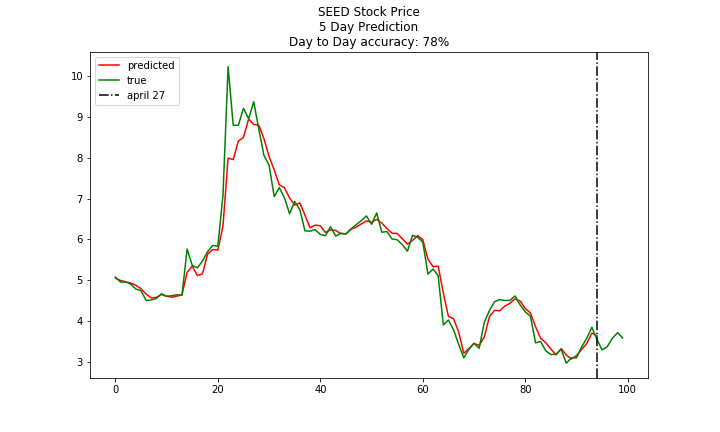 SEED Stock Price
5 Day Prediction
Day to Day accuracy: 78%
predicted
true
april 27
10
9
8
7
6
5
4
3
0
20
40
60
80
100